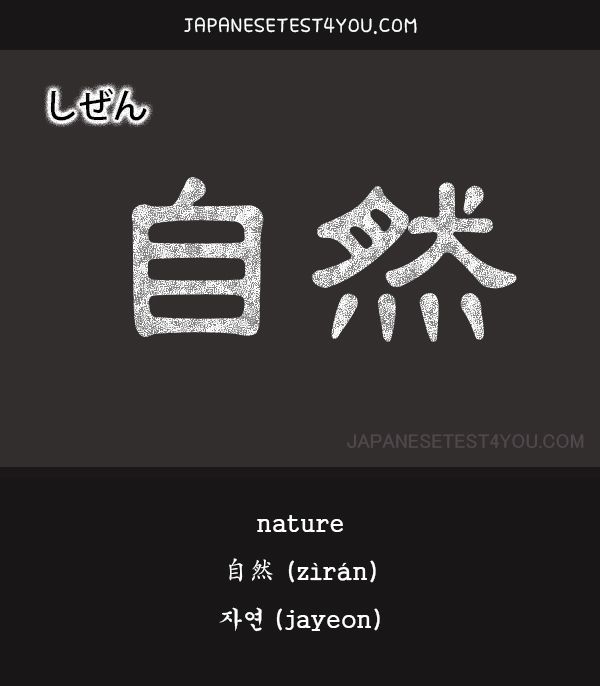 JAPANESETEST4YOU.COM
しぜん
自然
JAPANESETEST4YOU.COM
nature
自然 (zìrán)
자연 (jayeon)